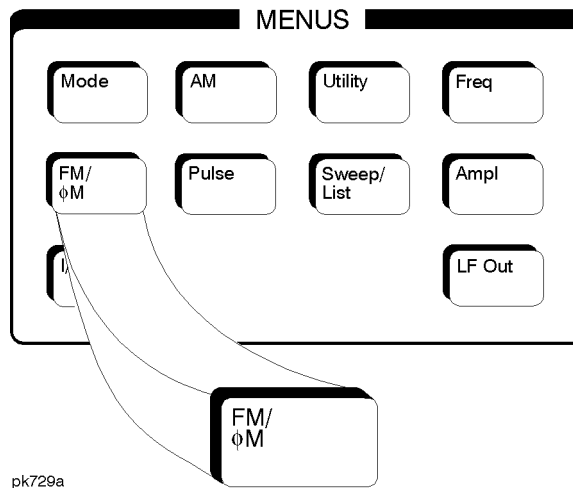 MENUS
Mode
AM
Utility
Freq
FM/
φM
Pulse
Sweep/
List
Ampl
I/
LF Out
FM/
φM
pk729a